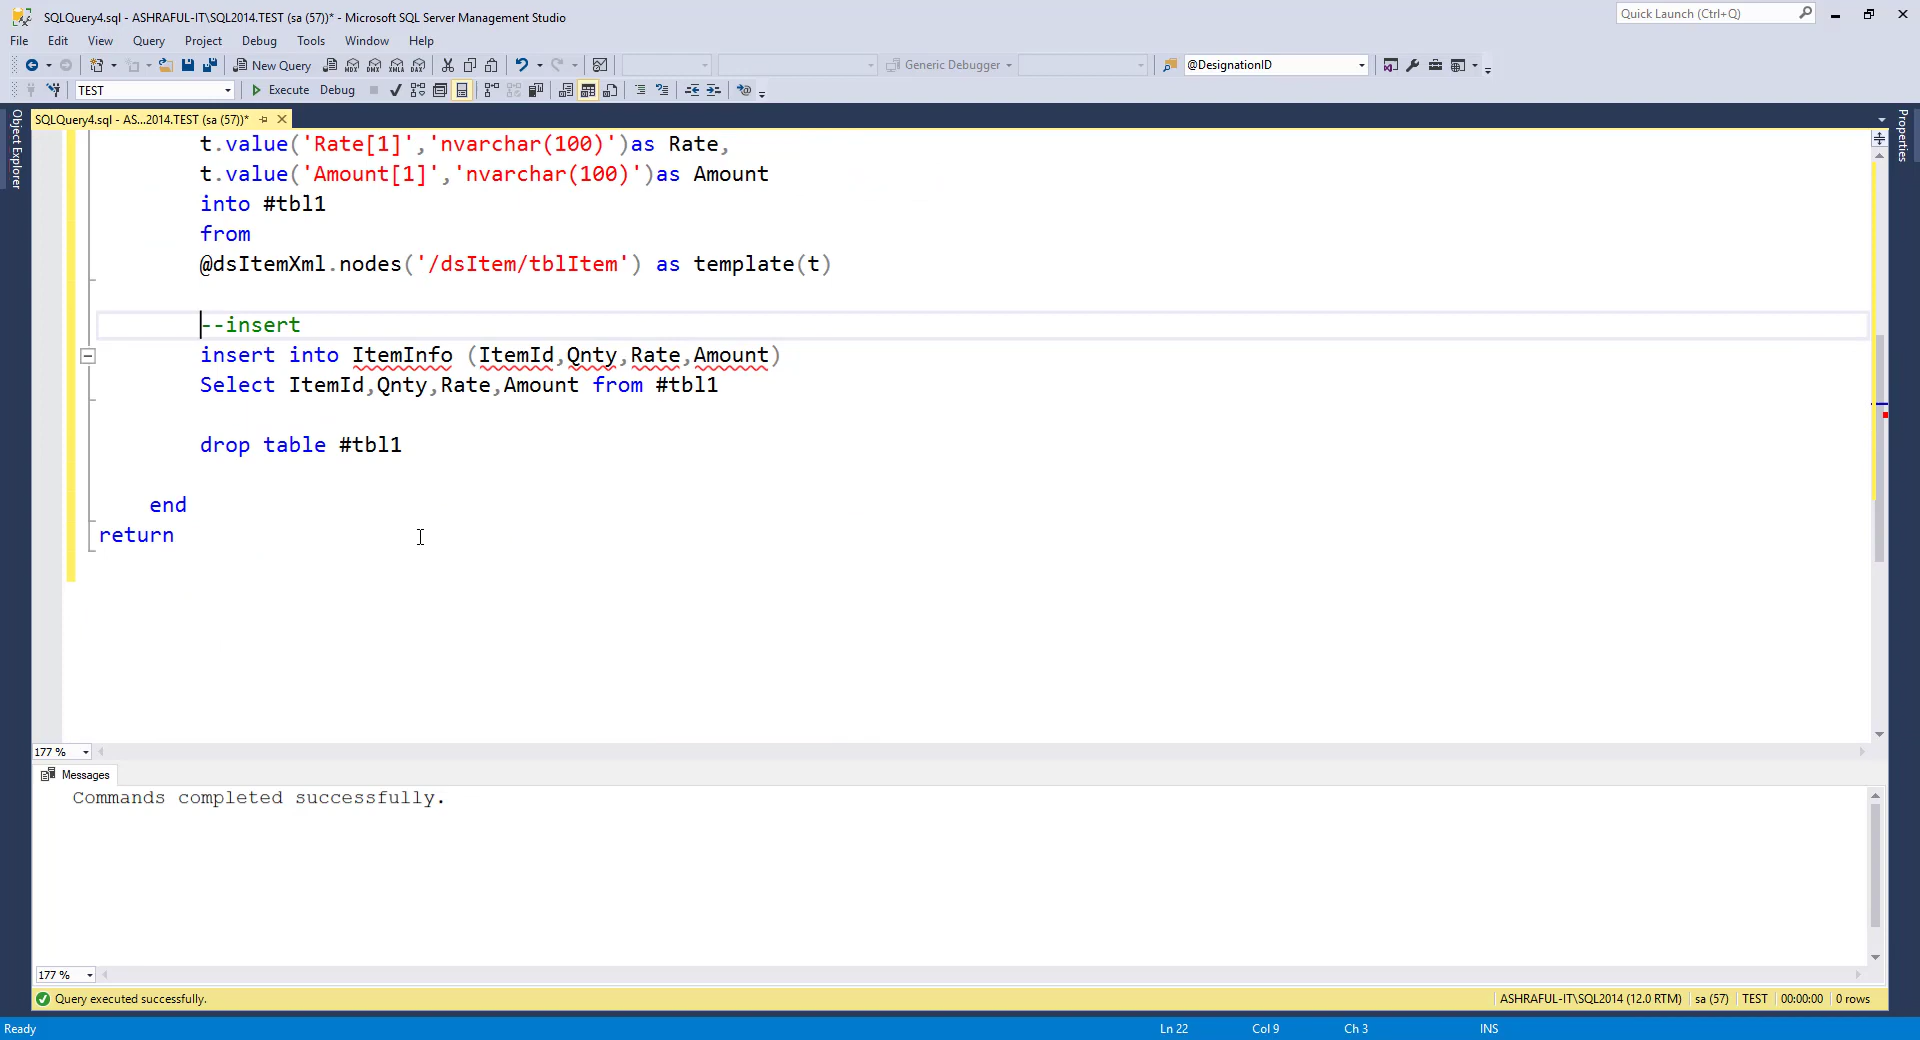 SQLQuery4.sql - ASHRAFUL-IT\SQL2014.TEST (sa (57))* - Microsoft SQL Server Management Studio
Quick Launch (Ctrl+Q)
File Edit View Query Project Debug Tools Window Help
New Query
MDX DMX XMLA DAX
Generic Debugger
@DesignationID
TEST
Execute Debug
SQLQuery4.sql - AS...2014.TEST (sa (57))*
Object Explorer
Properties
t.value('Rate[1]','nvarchar(100)')as Rate,
t.value('Amount[1]','nvarchar(100)')as Amount
into #tbl1
from
@dsItemXml.nodes('/dsItem/tblItem') as template(t)
--insert
insert into ItemInfo (ItemId,Qnty,Rate,Amount)
Select ItemId,Qnty,Rate,Amount from #tbl1
drop table #tbl1
end
return
177 %
Messages
Commands completed successfully.
177 %
Query executed successfully.
ASHRAFUL-IT\SQL2014 (12.0 RTM) sa (57) TEST 00:00:00 0 rows
Ready
Ln 22 Col 9 Ch 3 INS